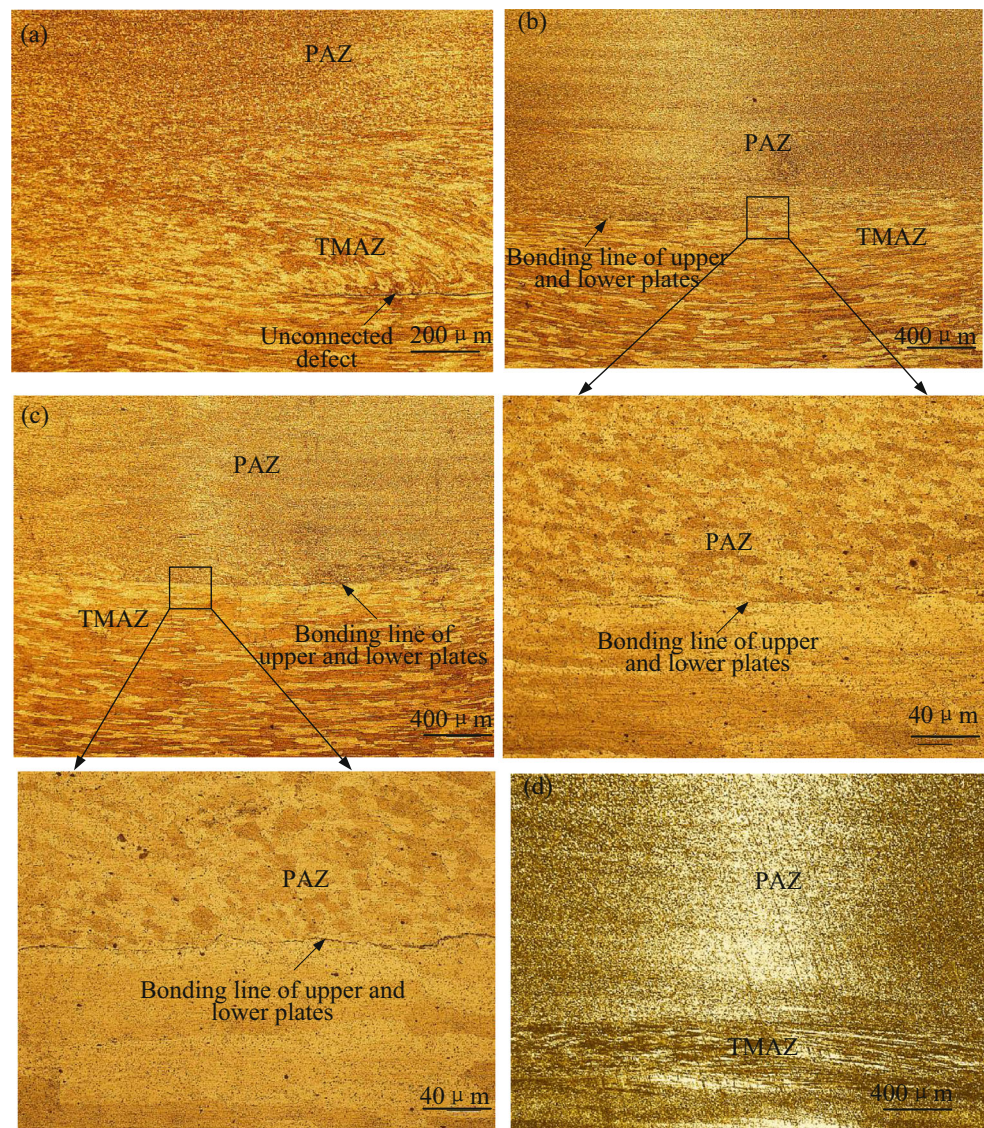 (a)
PAZ
TMAZ
Unconnected
defect
200 μ m
(b)
PAZ
TMAZ
Bonding line of upper
and lower plates
400 μ m
(c)
PAZ
TMAZ
Bonding line of
upper and lower plates
400 μ m
PAZ
Bonding line of upper
and lower plates
40 μ m
PAZ
Bonding line of upper and
lower plates
40 μ m
(d)
PAZ
TMAZ
400 μ m